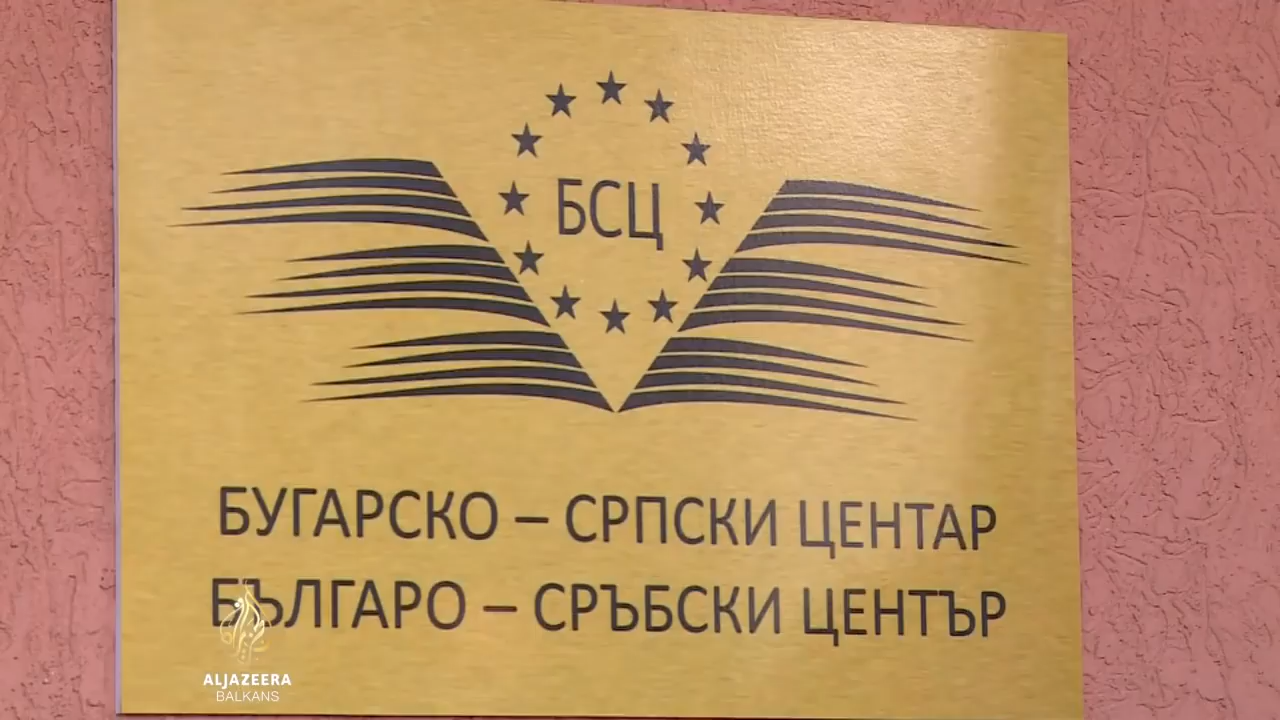 БСЦ
БУГАРСКО – СРПСКИ ЦЕНТАР
БЪЛГАРО – СРЪБСКИ ЦЕНТЪР
ALJAZEERA
BALKANS